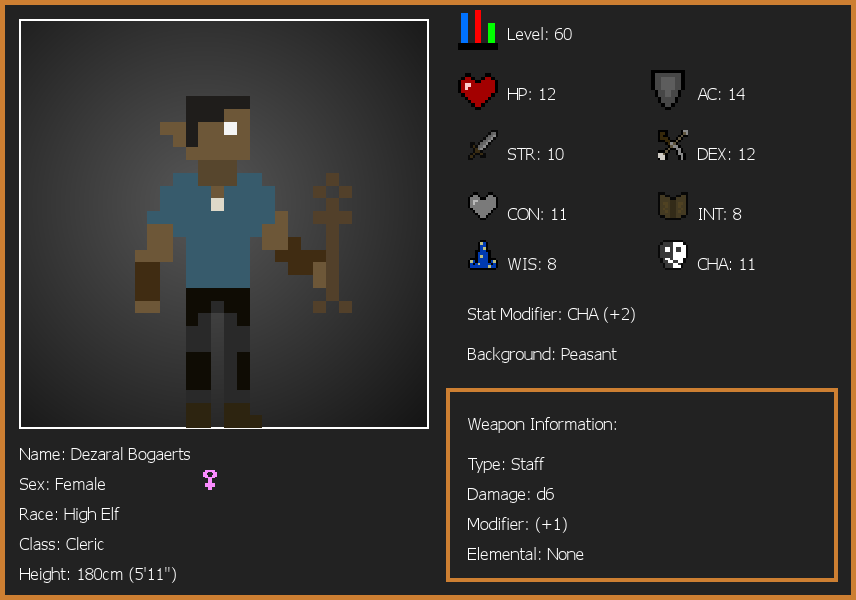 Level: 60
HP: 12
AC: 14
STR: 10
DEX: 12
CON: 11
INT: 8
WIS: 8
CHA: 11
Stat Modifier: CHA (+2)
Background: Peasant
Weapon Information:
Type: Staff
Damage: d6
Modifier: (+1)
Elemental: None
Name: Dezaral Bogaerts
Sex: Female
Race: High Elf
Class: Cleric
Height: 180cm (5'11")